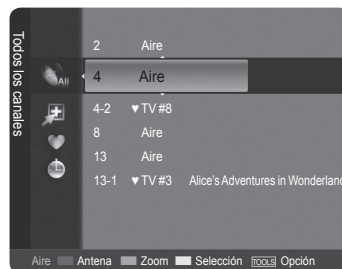 Todos los canales
All
2 Aire
4 Aire
4-2 ♥ TV #8
8 Aire
13 Aire
13-1 ♥ TV #3 Alice's Adventures in Wonderland
Aire Antena Zoom Selección TOOLS Opción